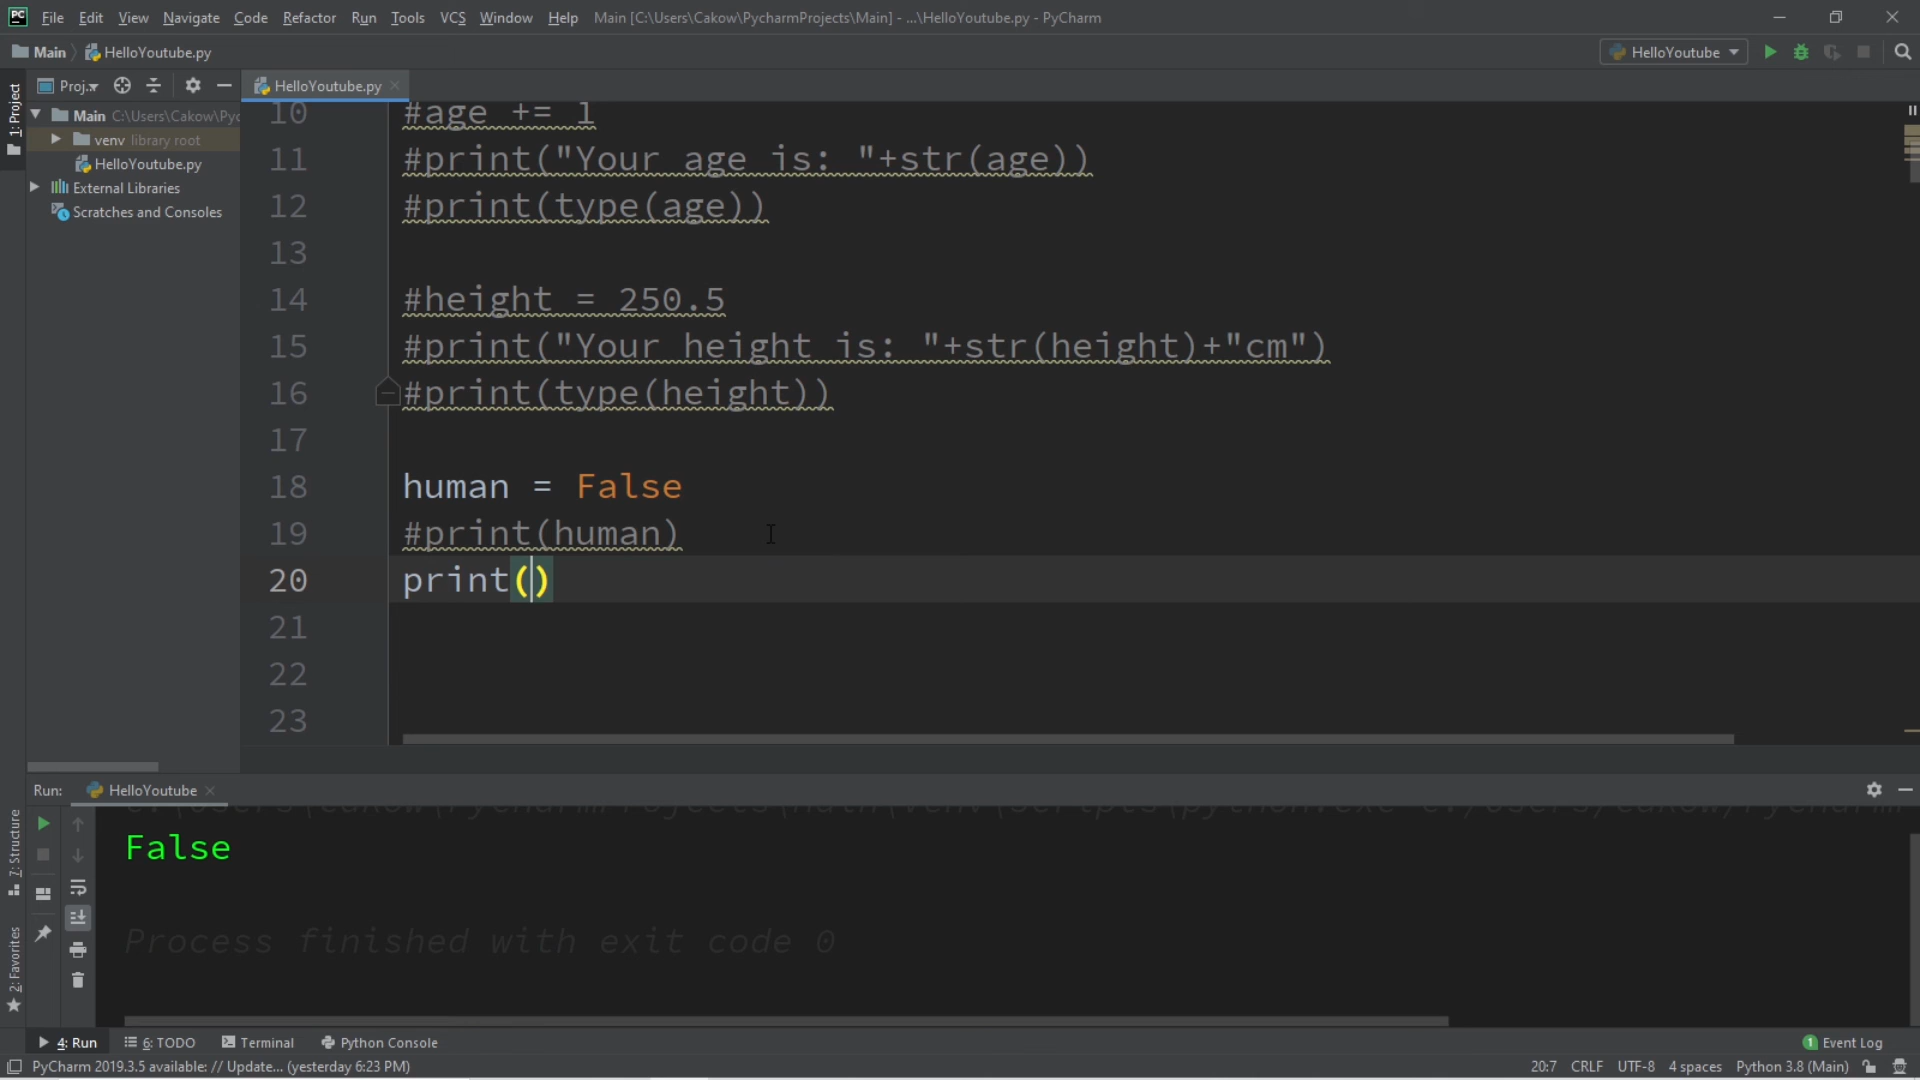 PC File Edit View Navigate Code Refactor Run Tools VCS Window Help Main [C:\Users\Cakow\PycharmProjects\Main] - ...\HelloYoutube.py - PyCharm
Main HelloYoutube.py HelloYoutube
1: Project Proj... HelloYoutube.py
Main C:\Users\Cakow\Pyc
venv library root
HelloYoutube.py
External Libraries
Scratches and Consoles
10 #age += 1
11 #print("Your age is: "+str(age))
12 #print(type(age))
13
14 #height = 250.5
15 #print("Your height is: "+str(height)+"cm")
16 #print(type(height))
17
18 human = False
19 #print(human)
20 print()
21
22
23
Run: HelloYoutube
False
Process finished with exit code 0
7: Structure
2: Favorites
4: Run 6: TODO Terminal Python Console 1 Event Log
PyCharm 2019.3.5 available: // Update... (yesterday 6:23 PM) 20:7 CRLF UTF-8 4 spaces Python 3.8 (Main)